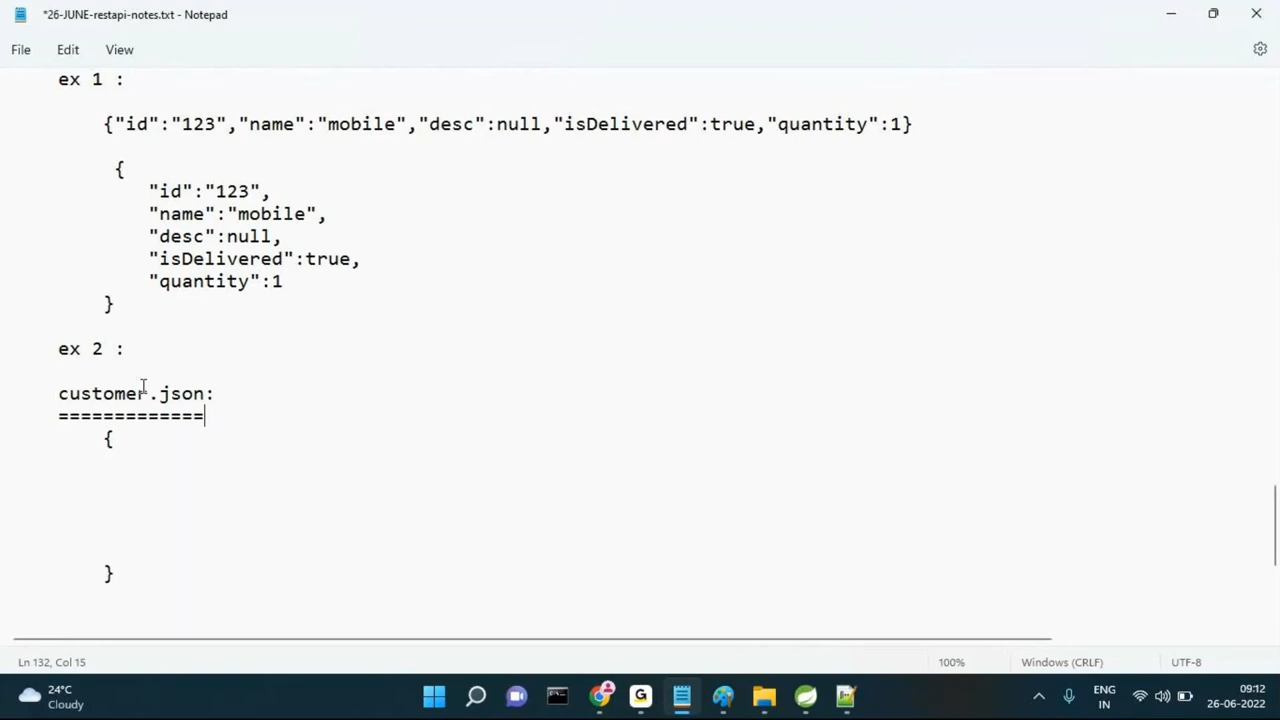 *26-JUNE-restapi-notes.txt - Notepad
File Edit View
ex 1 :
{"id":"123","name":"mobile","desc":null,"isDelivered":true,"quantity":1}
{
"id":"123",
"name":"mobile",
"desc":null,
"isDelivered":true,
"quantity":1
}
ex 2 :
customer.json:
=============
{
}
Ln 132, Col 15 100% Windows (CRLF) UTF-8
24°C
Cloudy
G
ENG
IN
09:12
26-06-2022